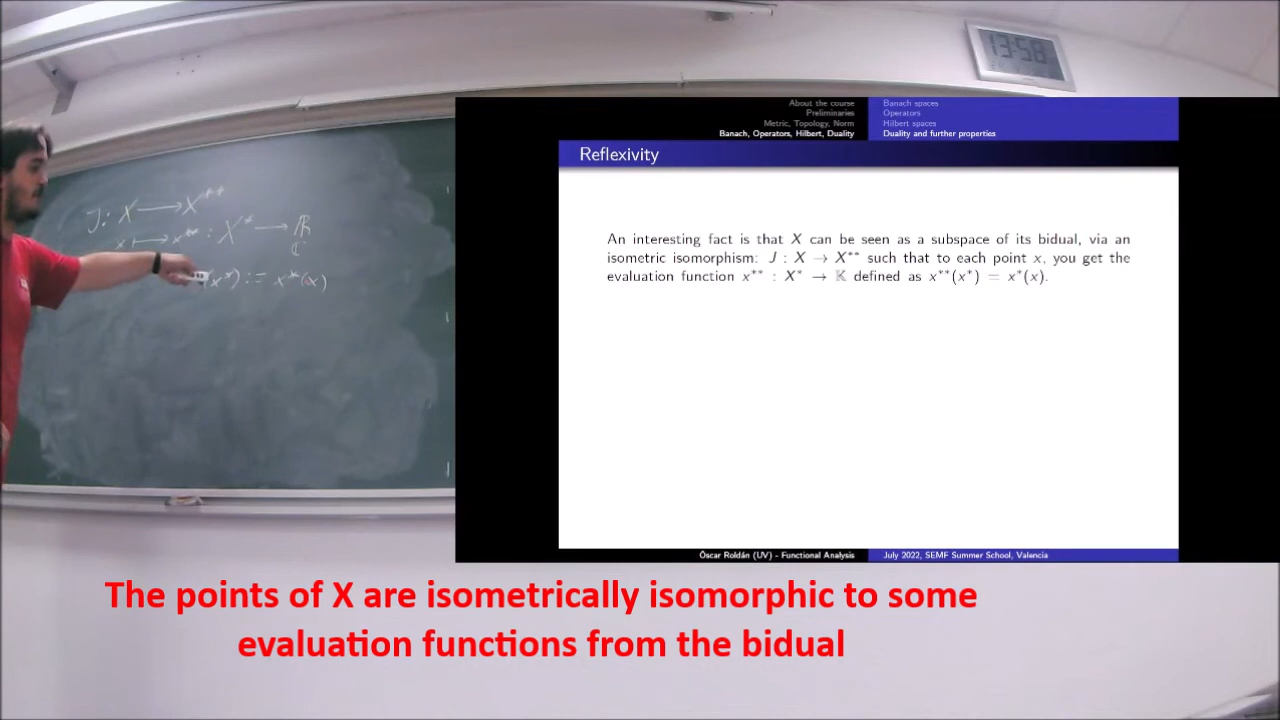 13:58
J: X → X**
x ↦ x** : X* → ℝ
ℂ
(x*) := x*(x)
About the course
Preliminaries
Metric, Topology, Norm
Banach, Operators, Hilbert, Duality
Banach spaces
Operators
Hilbert spaces
Duality and further properties
Reflexivity
An interesting fact is that X can be seen as a subspace of its bidual, via an
isometric isomorphism: J : X → X** such that to each point x, you get the
evaluation function x** : X* → 𝕂 defined as x**(x*) = x*(x).
Óscar Roldán (UV) - Functional Analysis
July 2022, SEMF Summer School, Valencia
The points of X are isometrically isomorphic to some
evaluation functions from the bidual